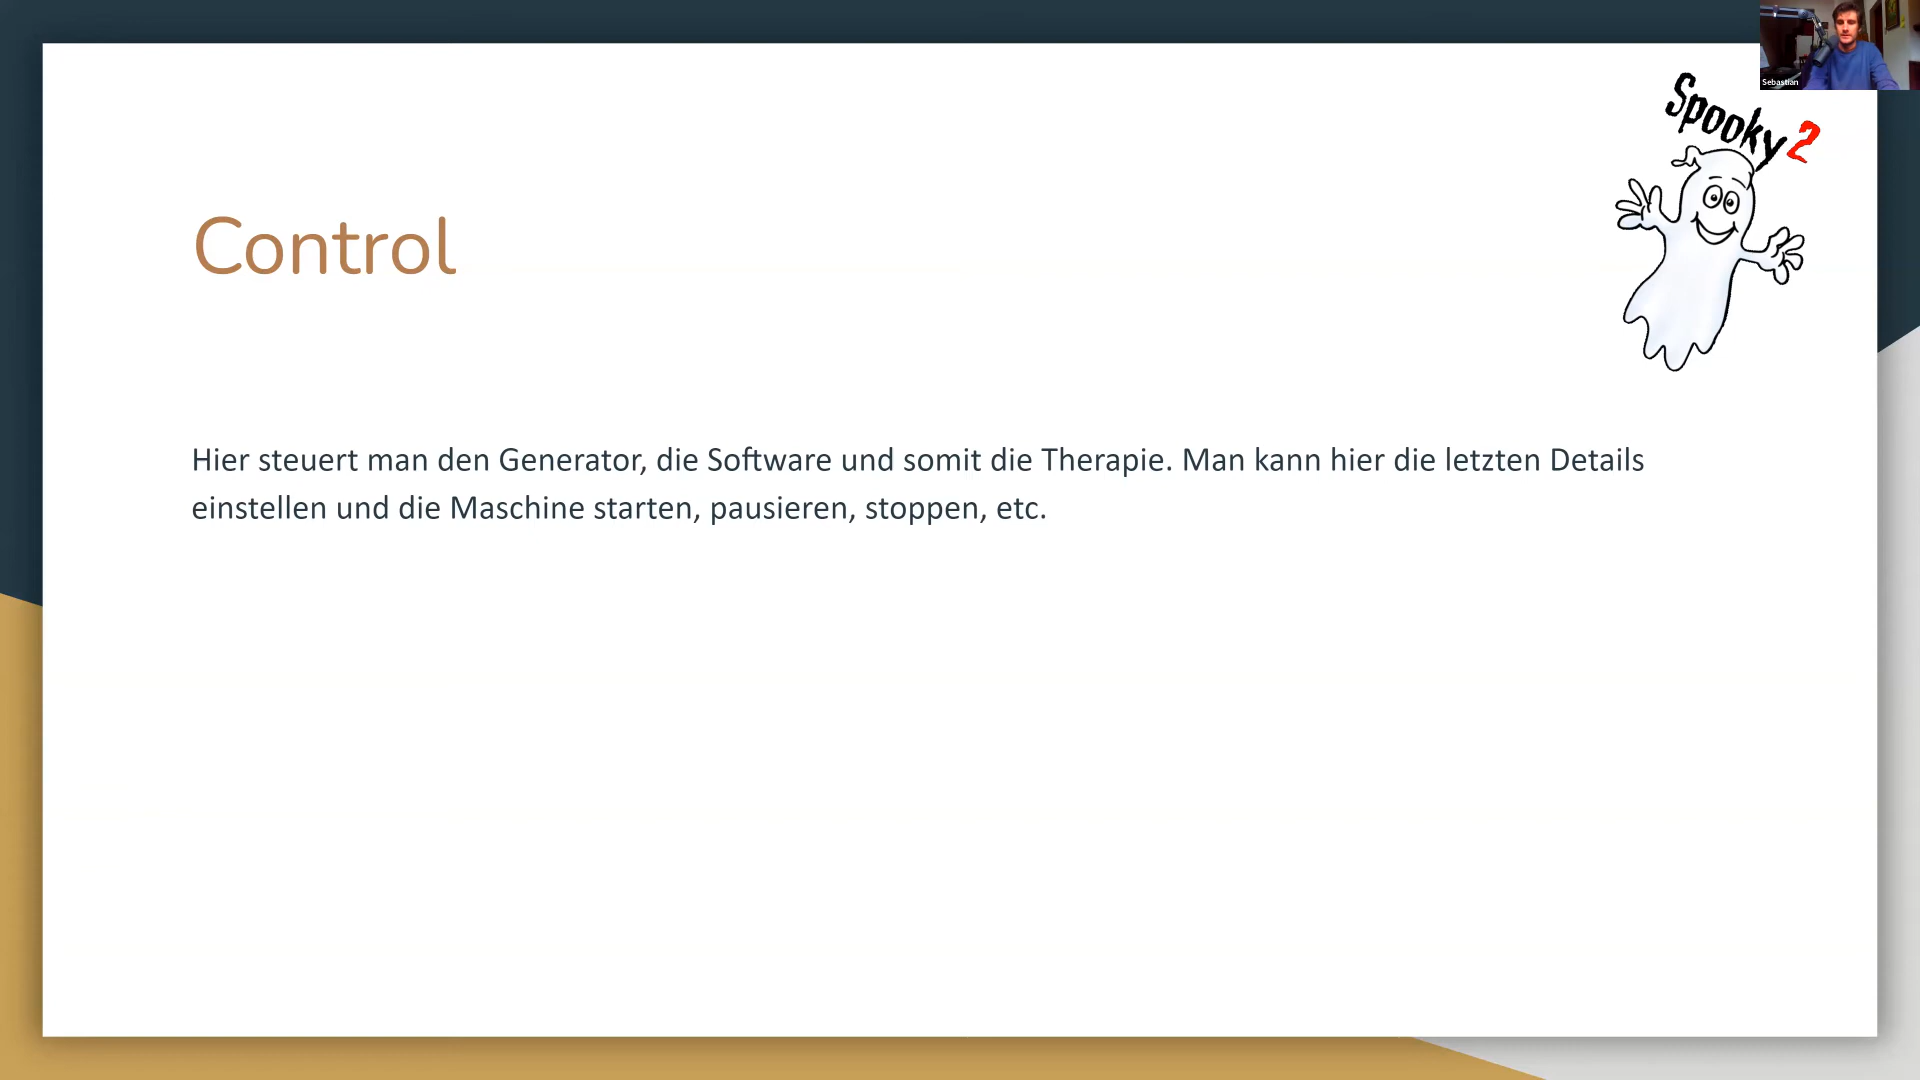 Sebastian
Spooky2
Control
Hier steuert man den Generator, die Software und somit die Therapie. Man kann hier die letzten Details
einstellen und die Maschine starten, pausieren, stoppen, etc.